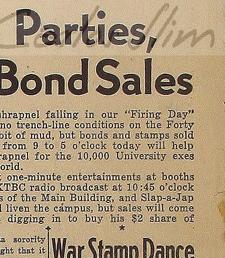 Parties,
Bond Sales
hrapnel falling in our "Firing Day"
no trench-line conditions on the Forty
bit of mud, but bonds and stamps sold
from 9 to 5 o'clock today will help
rapnel for the 10,000 University exes
orld.
one-minute entertainments at booths
KTBC radio broadcast at 10:45 o'clock
s of the Main Building, and Slap-a-Jap
l liven the campus, but sales will come
digging in to buy his $2 share of
a sorority
ght that it
War Stamp Dance